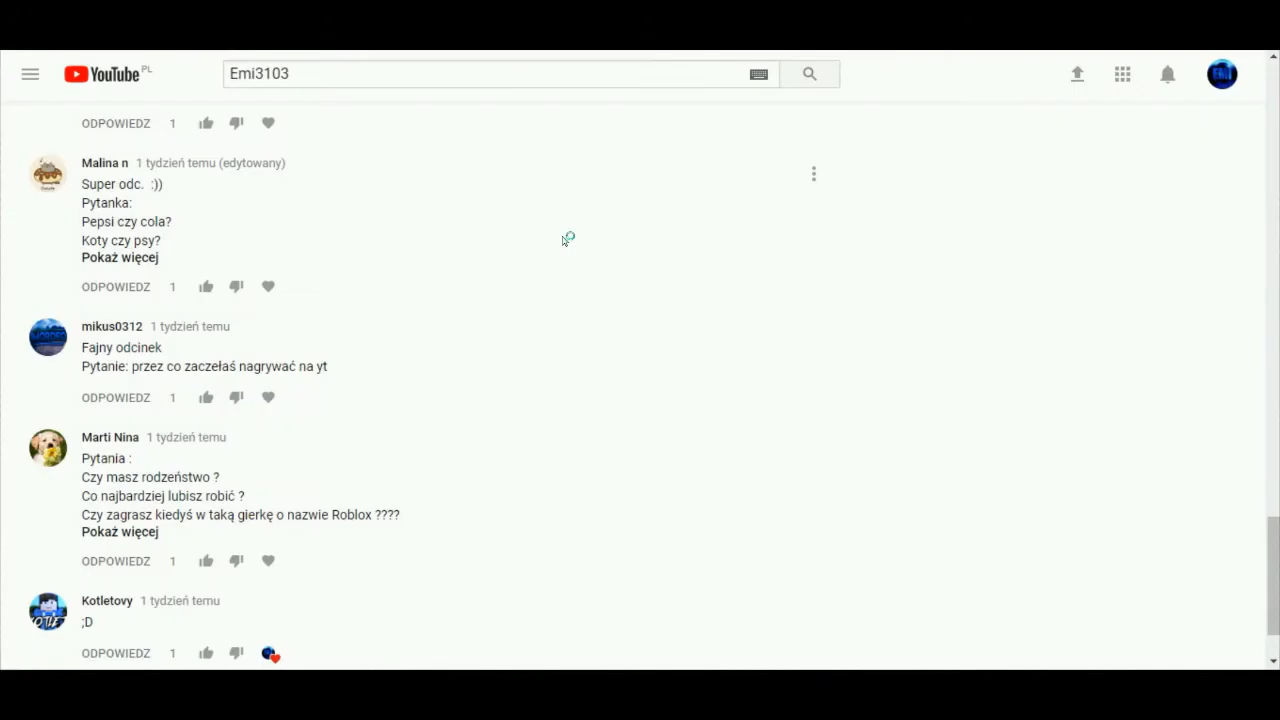 YouTube PL
Emi3103
ODPOWIEDZ 1
Malina n 1 tydzień temu (edytowany)
Super odc. :))
Pytanka:
Pepsi czy cola?
Koty czy psy?
Pokaż więcej
ODPOWIEDZ 1
mikus0312 1 tydzień temu
Fajny odcinek
Pytanie: przez co zaczełaś nagrywać na yt
ODPOWIEDZ 1
Marti Nina 1 tydzień temu
Pytania :
Czy masz rodzeństwo ?
Co najbardziej lubisz robić ?
Czy zagrasz kiedyś w taką gierkę o nazwie Roblox ????
Pokaż więcej
ODPOWIEDZ 1
Kotletovy 1 tydzień temu
;D
ODPOWIEDZ 1